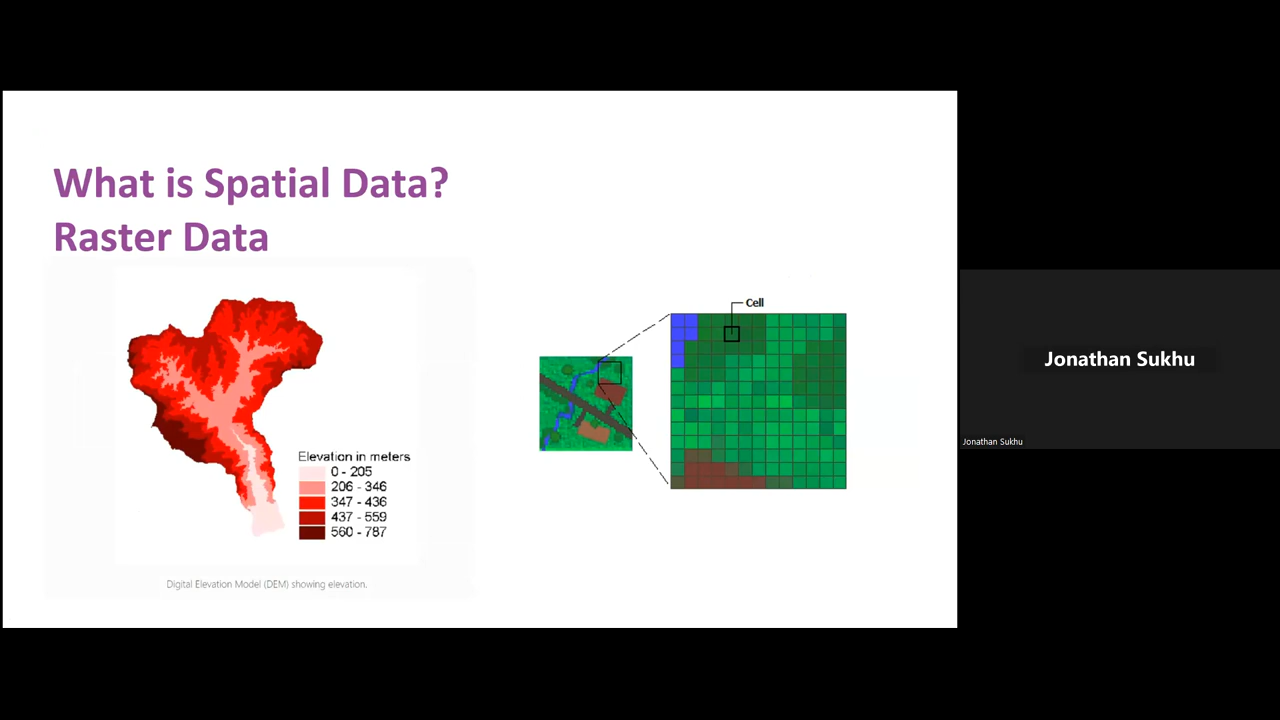 What is Spatial Data?
Raster Data
Elevation in meters
0 - 205
206 - 346
347 - 436
437 - 559
560 - 787
Digital Elevation Model (DEM) showing elevation.
Cell
Jonathan Sukhu
Jonathan Sukhu